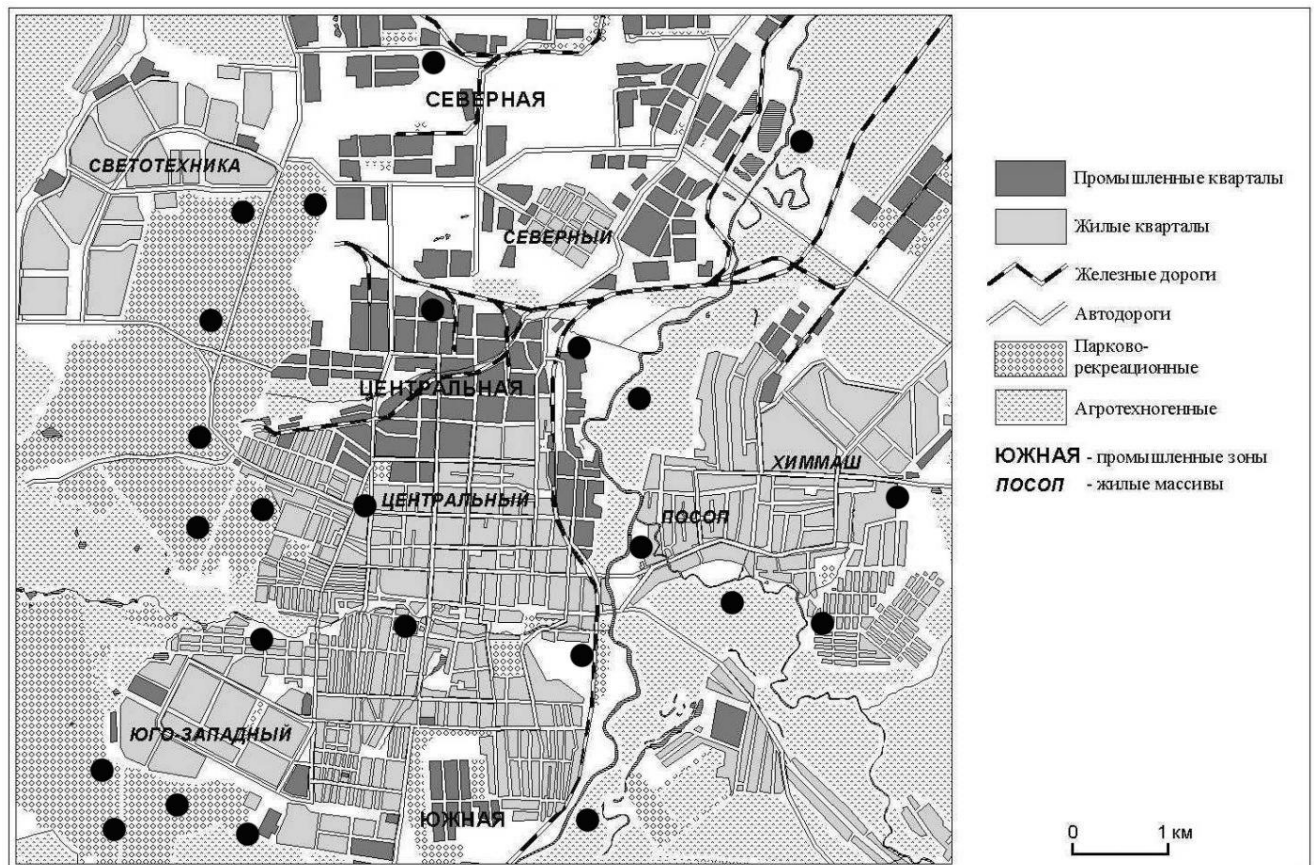 СЕВЕРНАЯ
СВЕТОТЕХНИКА
СЕВЕРНЫЙ
ЦЕНТРАЛЬНАЯ
ХИММАШ
ЦЕНТРАЛЬНЫЙ
ПОСОП
ЮГО-ЗАПАДНЫЙ
ЮЖНАЯ
Промышленные кварталы
Жилые кварталы
Железные дороги
Автодороги
Парково-
рекреационные
Агротехногенные
ЮЖНАЯ - промышленные зоны
ПОСОП - жилые массивы
0 1 км